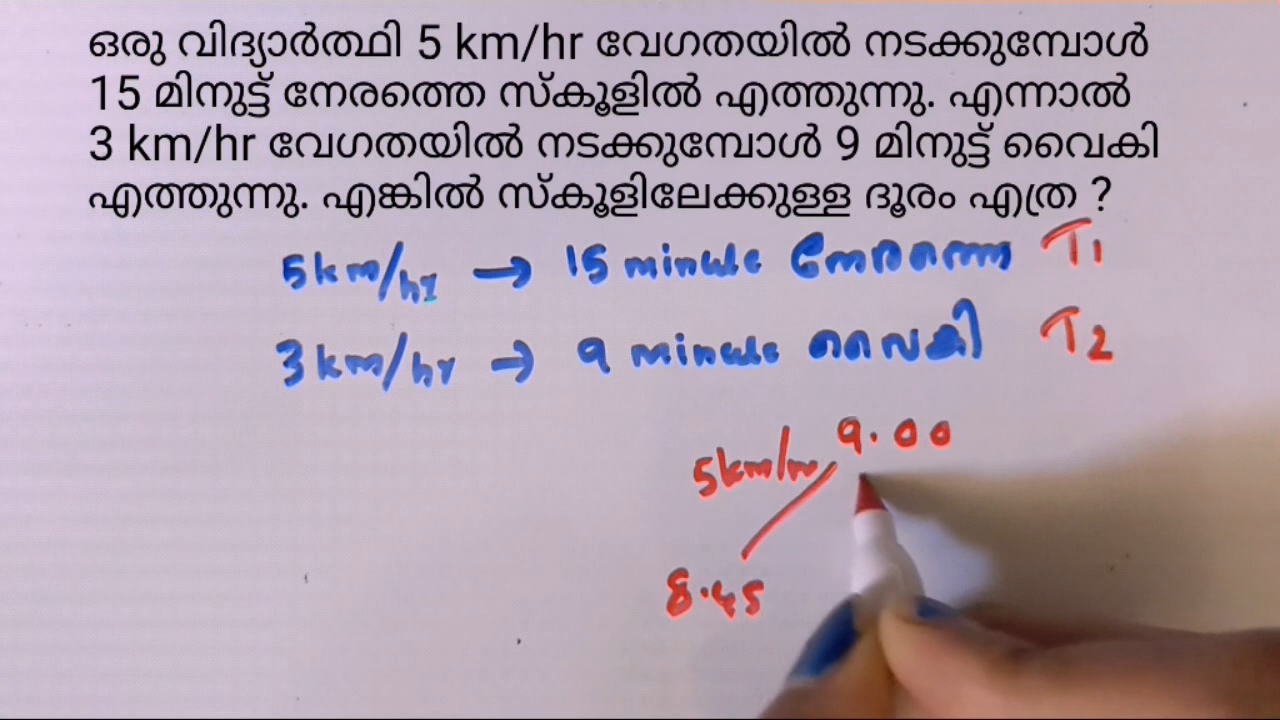 ഒരു വിദ്യാർത്ഥി 5 km/hr വേഗതയിൽ നടക്കുമ്പോൾ
15 മിനുട്ട് നേരത്തെ സ്കൂളിൽ എത്തുന്നു. എന്നാൽ
3 km/hr വേഗതയിൽ നടക്കുമ്പോൾ 9 മിനുട്ട് വൈകി
എത്തുന്നു. എങ്കിൽ സ്കൂളിലേക്കുള്ള ദൂരം എത്ര ?
5km/hr → 15 minute നേരത്തെ T1
3km/hr → 9 minute വൈകി T2
9.00
5km/hr
8.45